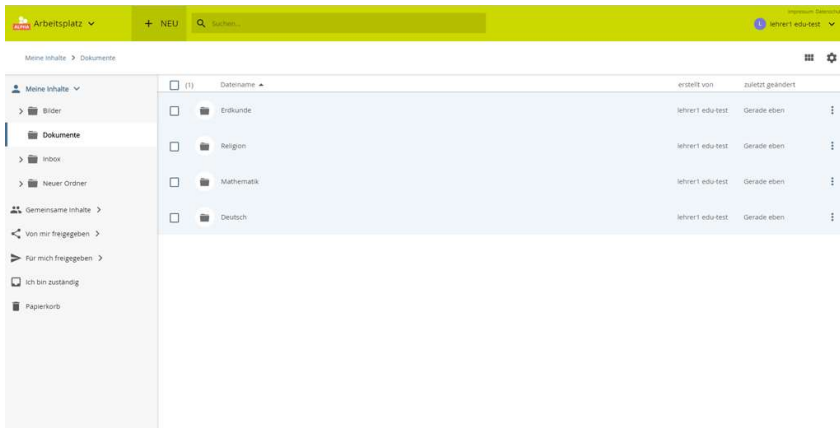 Impressum Datenschutz
Arbeitsplatz
+ NEU
Suchen...
L
lehrer1 edu-test
Meine Inhalte > Dokumente
Meine Inhalte
Bilder
Dokumente
Inbox
Neuer Ordner
Gemeinsame Inhalte
Von mir freigegeben
Für mich freigegeben
Ich bin zuständig
Papierkorb
(1) Dateiname erstellt von zuletzt geändert
Erdkunde lehrer1 edu-test Gerade eben
Religion lehrer1 edu-test Gerade eben
Mathematik lehrer1 edu-test Gerade eben
Deutsch lehrer1 edu-test Gerade eben